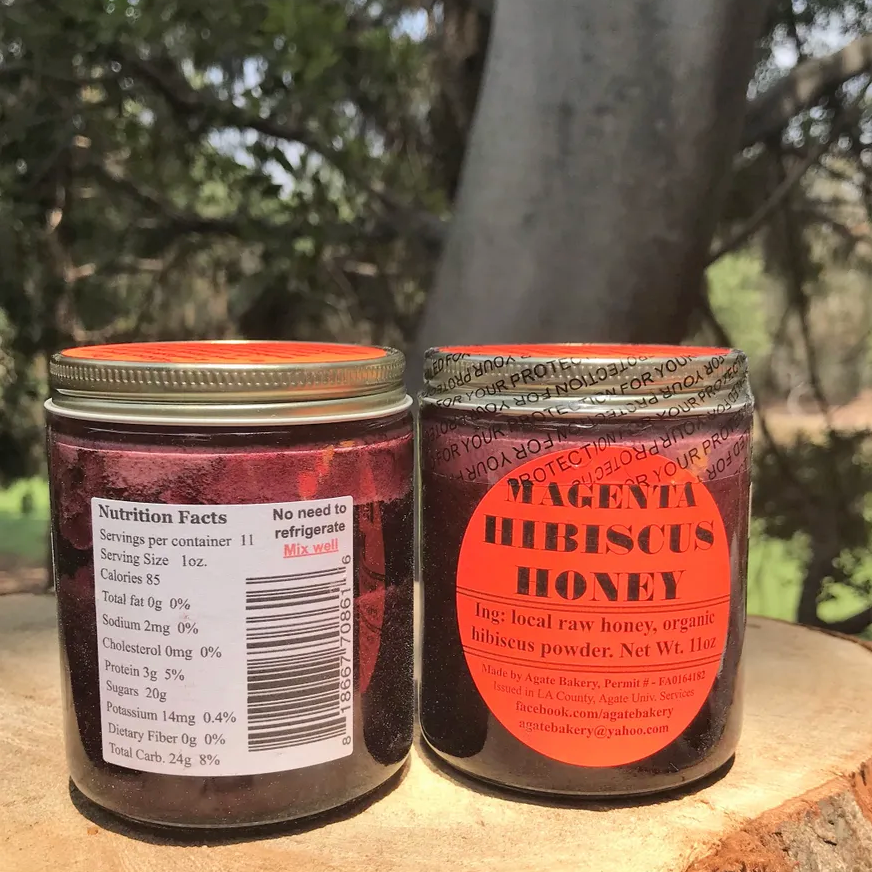 Nutrition Facts
Servings per container 11
Serving Size 1oz.
Calories 85
Total fat 0g 0%
Sodium 2mg 0%
Cholesterol 0mg 0%
Protein 3g 5%
Sugars 20g
Potassium 14mg 0.4%
Dietary Fiber 0g 0%
Total Carb. 24g 8%
No need to
refrigerate
Mix well
8 18667 70861 6
FOR YOUR PROTECTION
MAGENTA
HIBISCUS
HONEY
Ing: local raw honey, organic
hibiscus powder. Net Wt. 11oz
Made by Agate Bakery, Permit # - FA0164182
Issued in LA County, Agate Univ. Services
facebook.com/agatebakery
agatebakery@yahoo.com